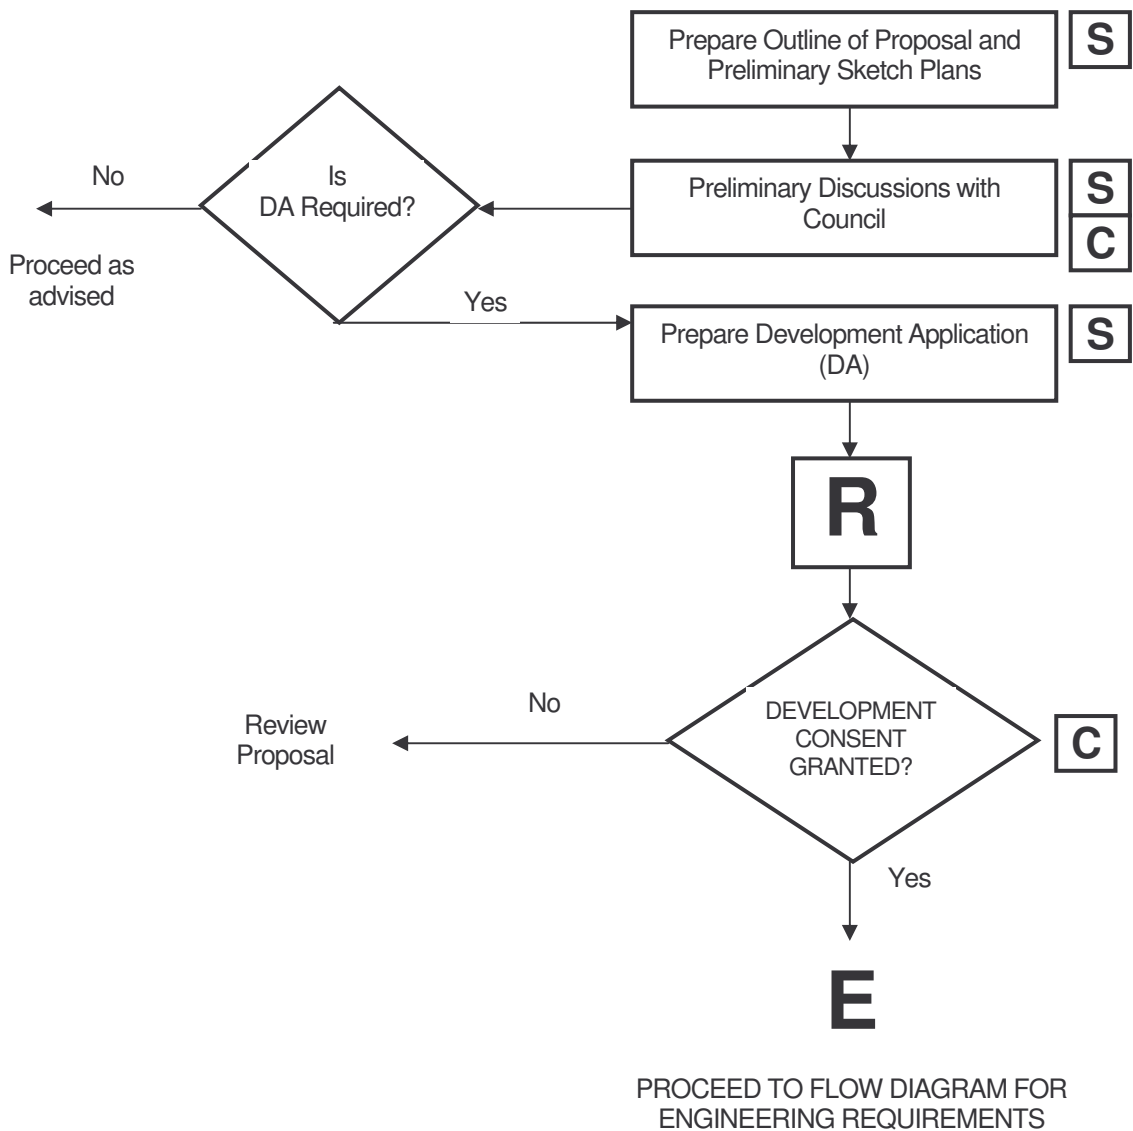 Prepare Outline of Proposal and
Preliminary Sketch Plans
S
Preliminary Discussions with
Council
S
C
Is
DA Required?
No
Proceed as
advised
Yes
Prepare Development Application
(DA)
S
R
DEVELOPMENT
CONSENT
GRANTED?
C
No
Review
Proposal
Yes
E
PROCEED TO FLOW DIAGRAM FOR
ENGINEERING REQUIREMENTS